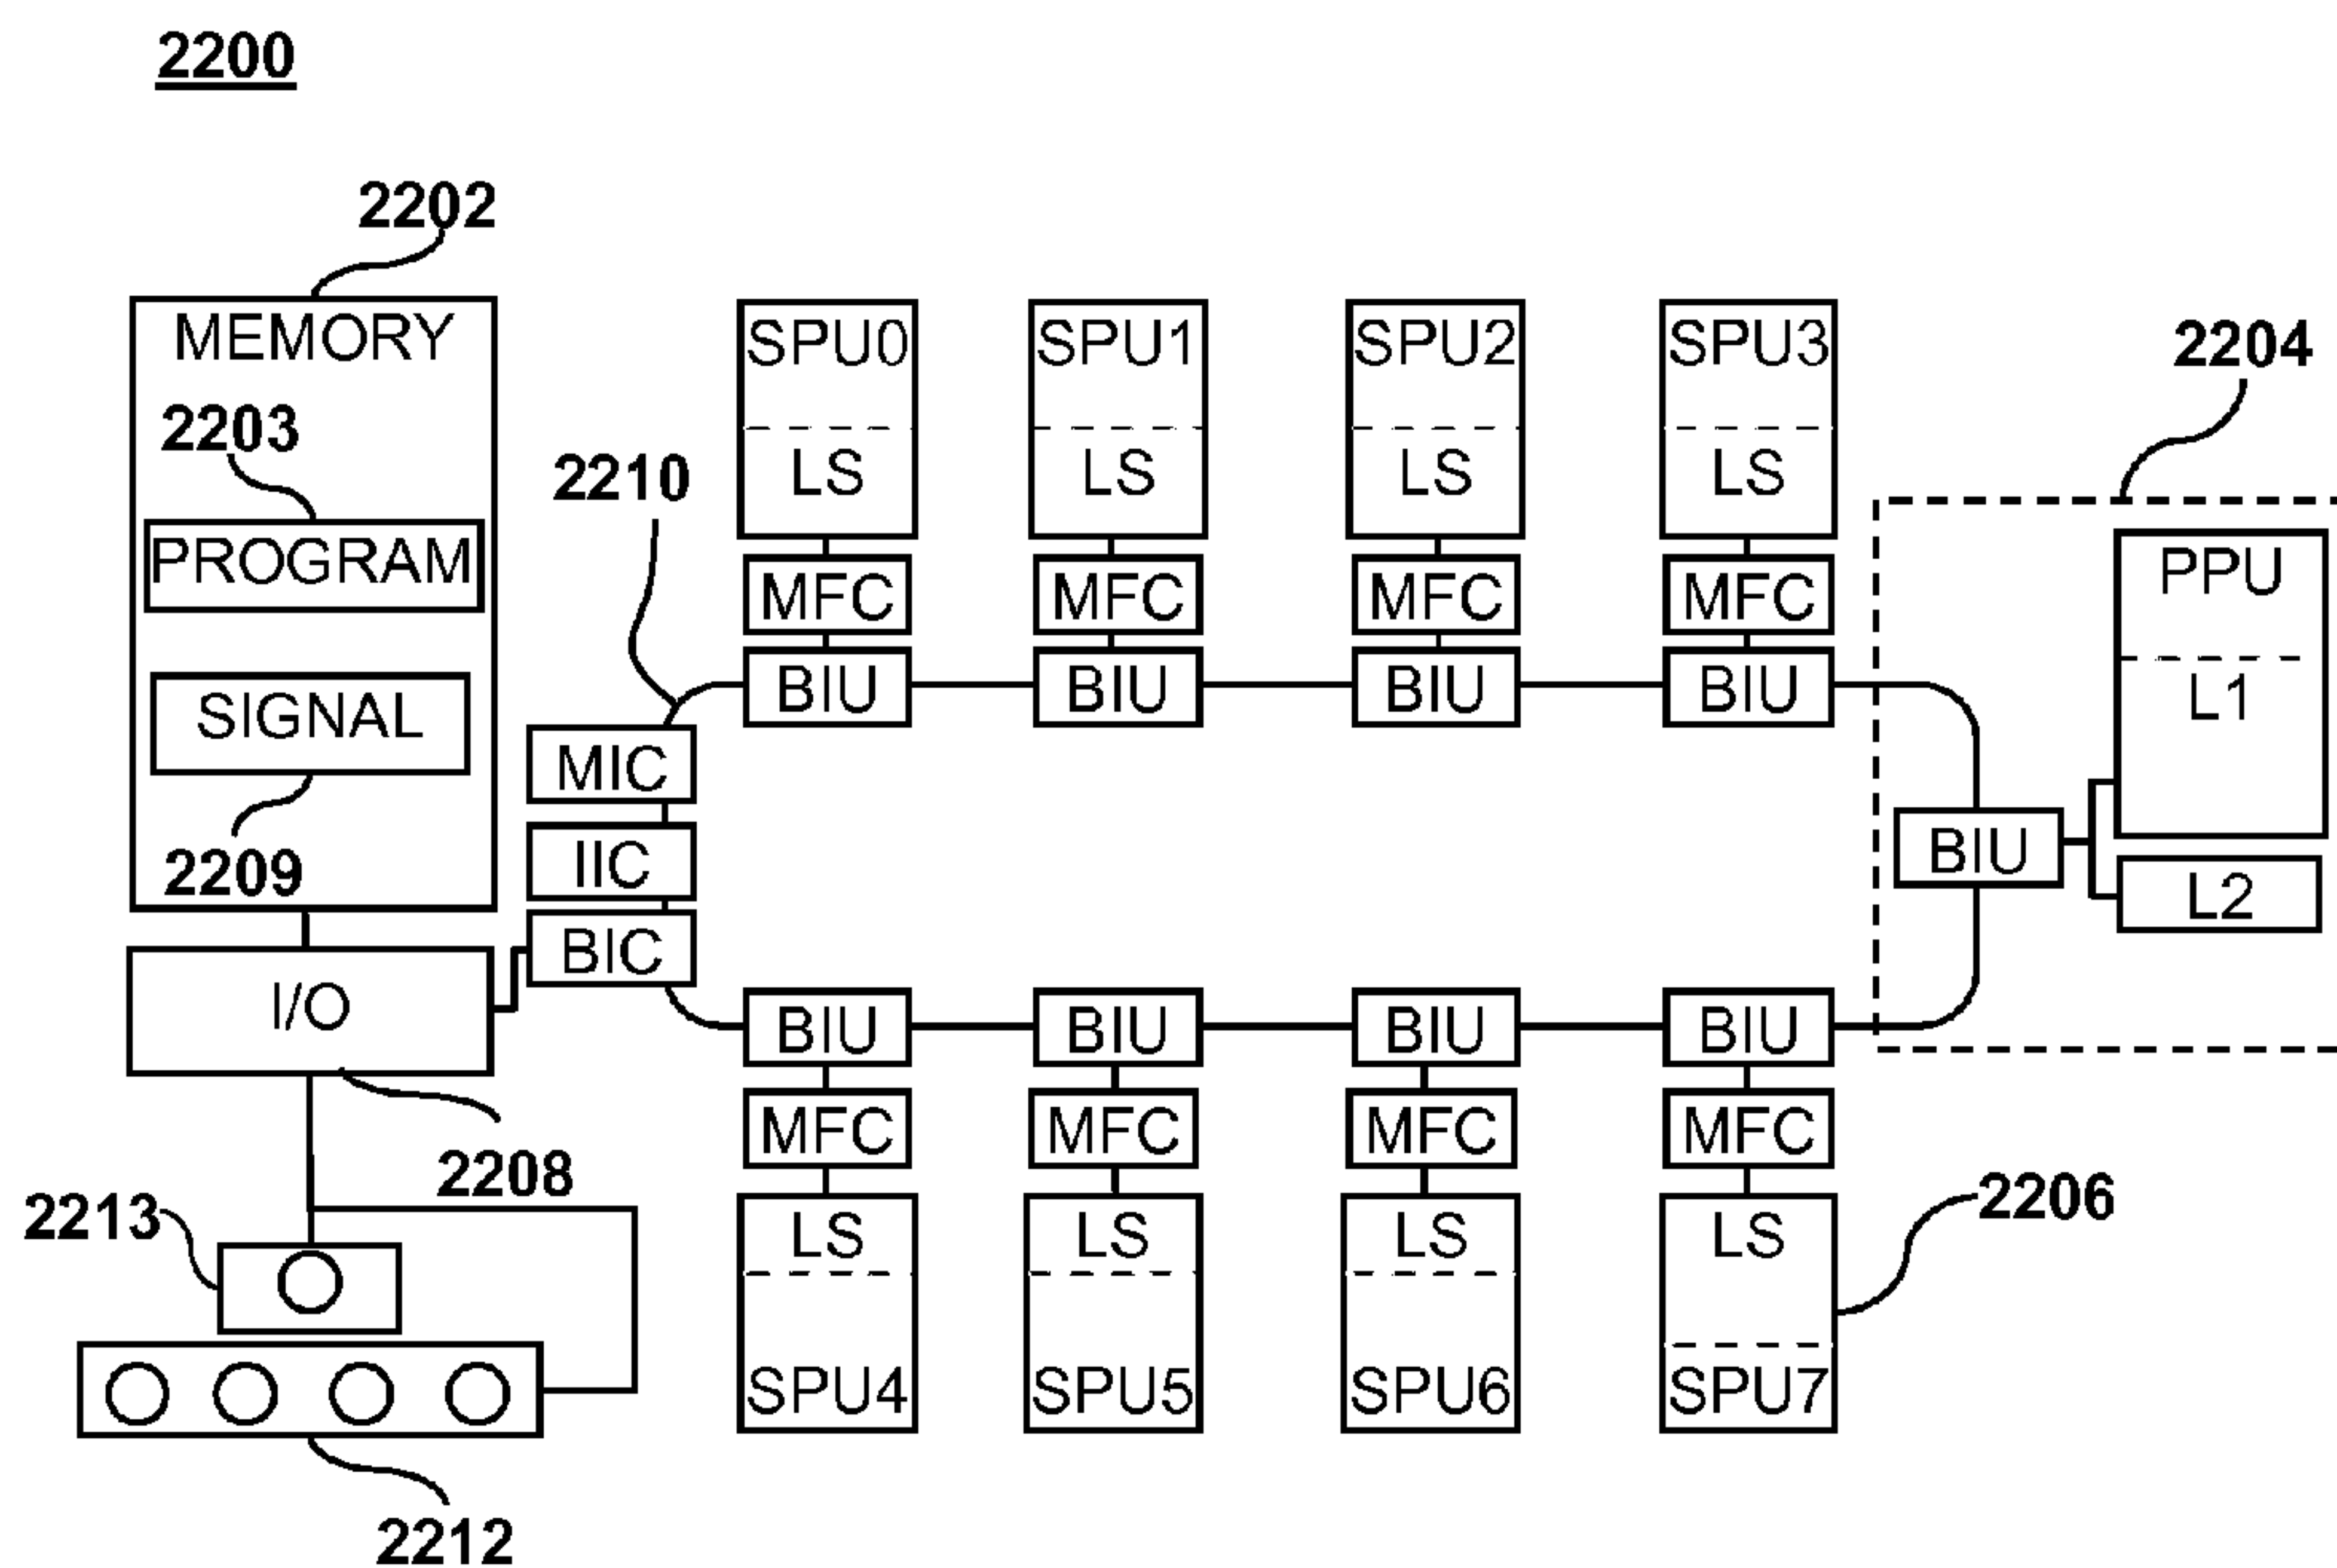 2200
2202
MEMORY
2203
PROGRAM
SIGNAL
2209
I/O
2208
2213
2212
2210
MIC
IIC
BIC
SPU0 SPU1 SPU2 SPU3
LS LS LS LS
MFC MFC MFC MFC
BIU BIU BIU BIU
2204
PPU
L1
BIU
L2
BIU BIU BIU BIU
MFC MFC MFC MFC
LS LS LS LS
SPU4 SPU5 SPU6 SPU7
2206